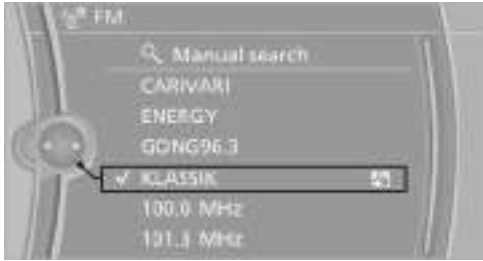 FM
Manual search
CARIVARI
ENERGY
GONG96.3
KLASSIK
100.0 MHz
101.3 MHz